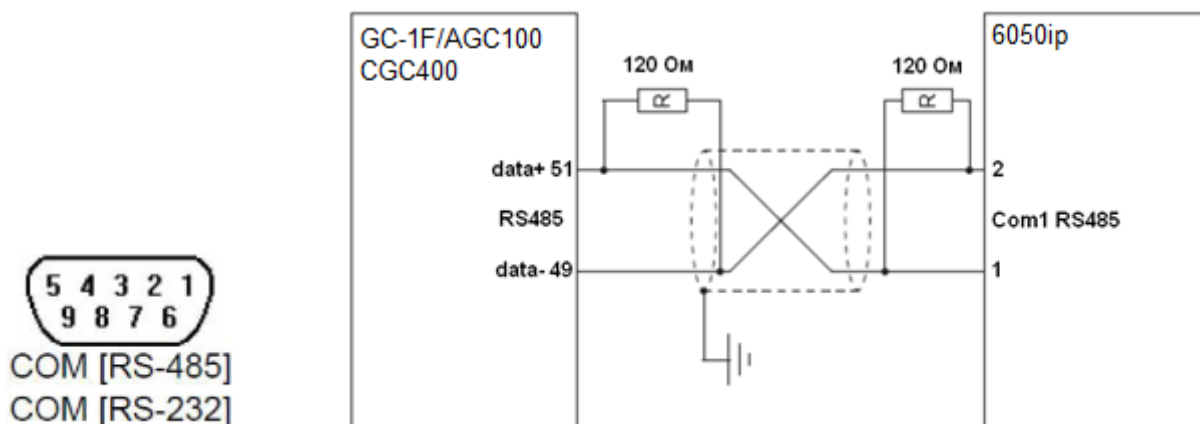 GC-1F/AGC100
CGC400
120 Ом
R
data+ 51
RS485
data- 49
120 Ом
R
6050ip
2
Com1 RS485
1
5 4 3 2 1
9 8 7 6
COM [RS-485]
COM [RS-232]